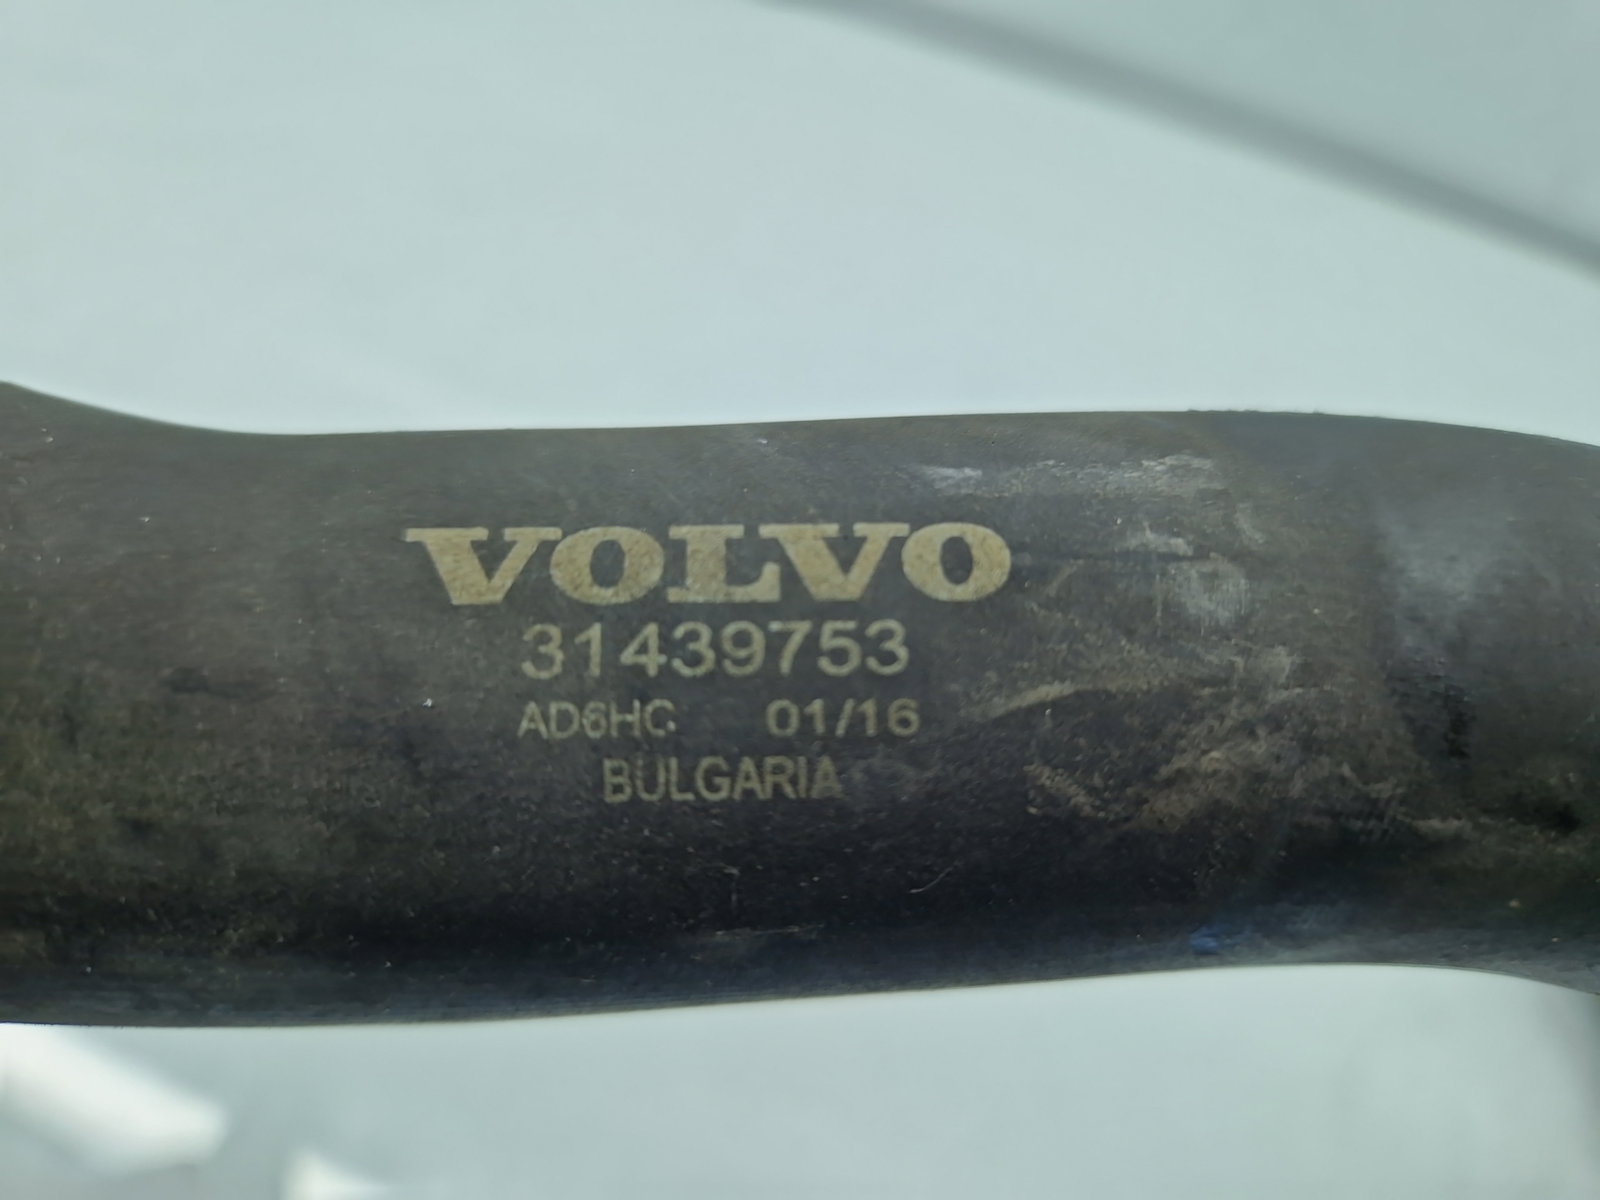 VOLVO
31439753
AD6HC 01/16
BULGARIA